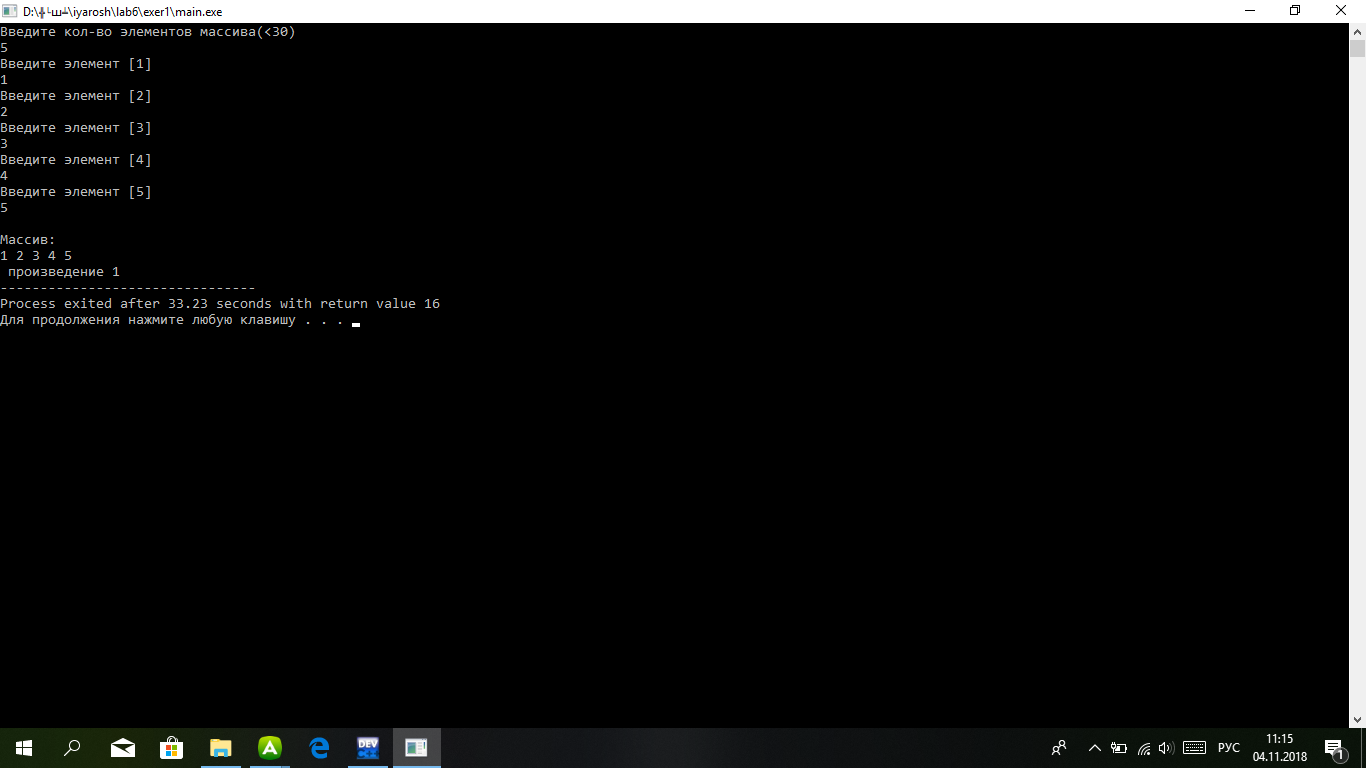 D:\╬└ш┴\iyarosh\lab6\exer1\main.exe
Введите кол-во элементов массива(<30)
5
Введите элемент [1]
1
Введите элемент [2]
2
Введите элемент [3]
3
Введите элемент [4]
4
Введите элемент [5]
5
Массив:
1 2 3 4 5
произведение 1
--------------------------------
Process exited after 33.23 seconds with return value 16
Для продолжения нажмите любую клавишу . . .
DEV
РУС
11:15
04.11.2018
1